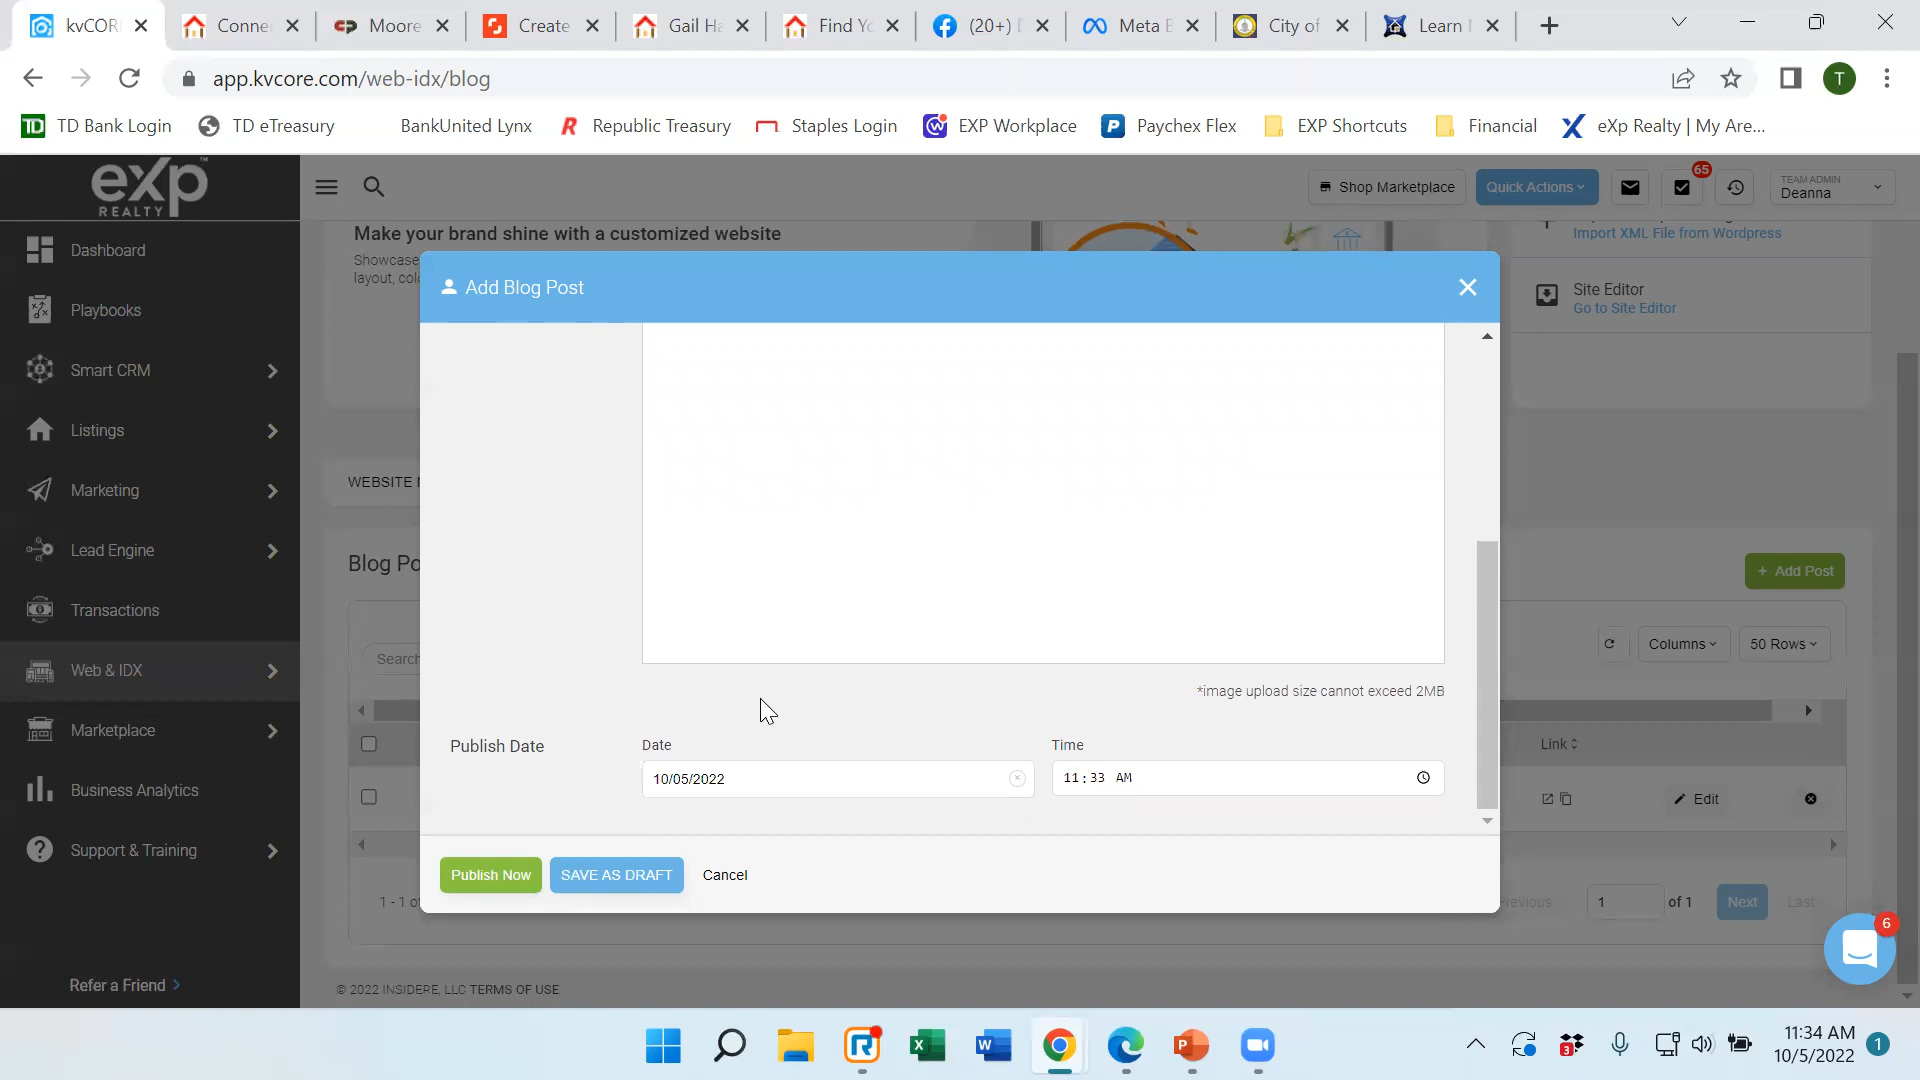 kvCORE
Connec
Moore
Create
Gail Ha
Find Yo
(20+)
Meta B
City of
Learn
app.kvcore.com/web-idx/blog
T
TD Bank Login
TD eTreasury
BankUnited Lynx
Republic Treasury
Staples Login
EXP Workplace
Paychex Flex
EXP Shortcuts
Financial
eXp Realty | My Are...
eXp
REALTY
Shop Marketplace
Quick Actions
65
TEAM ADMIN
Deanna
Dashboard
Playbooks
Smart CRM
Listings
Marketing
Lead Engine
Transactions
Web & IDX
Marketplace
Business Analytics
Support & Training
Refer a Friend
Make your brand shine with a customized website
Showcase
layout, colo
Import XML File from Wordpress
Site Editor
Go to Site Editor
WEBSITE
Blog Po
+ Add Post
Search
Columns
50 Rows
Link
Edit
1 - 1 of
Previous
1
of 1
Next
Last
© 2022 INSIDERE, LLC TERMS OF USE
Add Blog Post
*image upload size cannot exceed 2MB
Publish Date
Date
Time
10/05/2022
11:33 AM
Publish Now
SAVE AS DRAFT
Cancel
6
3
11:34 AM
10/5/2022
1